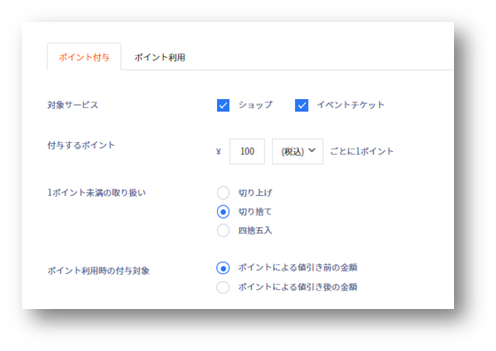 ポイント付与 ポイント利用
対象サービス ショップ イベントチケット
付与するポイント ¥ 100 (税込) ごとに1ポイント
1ポイント未満の取り扱い 切り上げ
切り捨て
四捨五入
ポイント利用時の付与対象 ポイントによる値引き前の金額
ポイントによる値引き後の金額